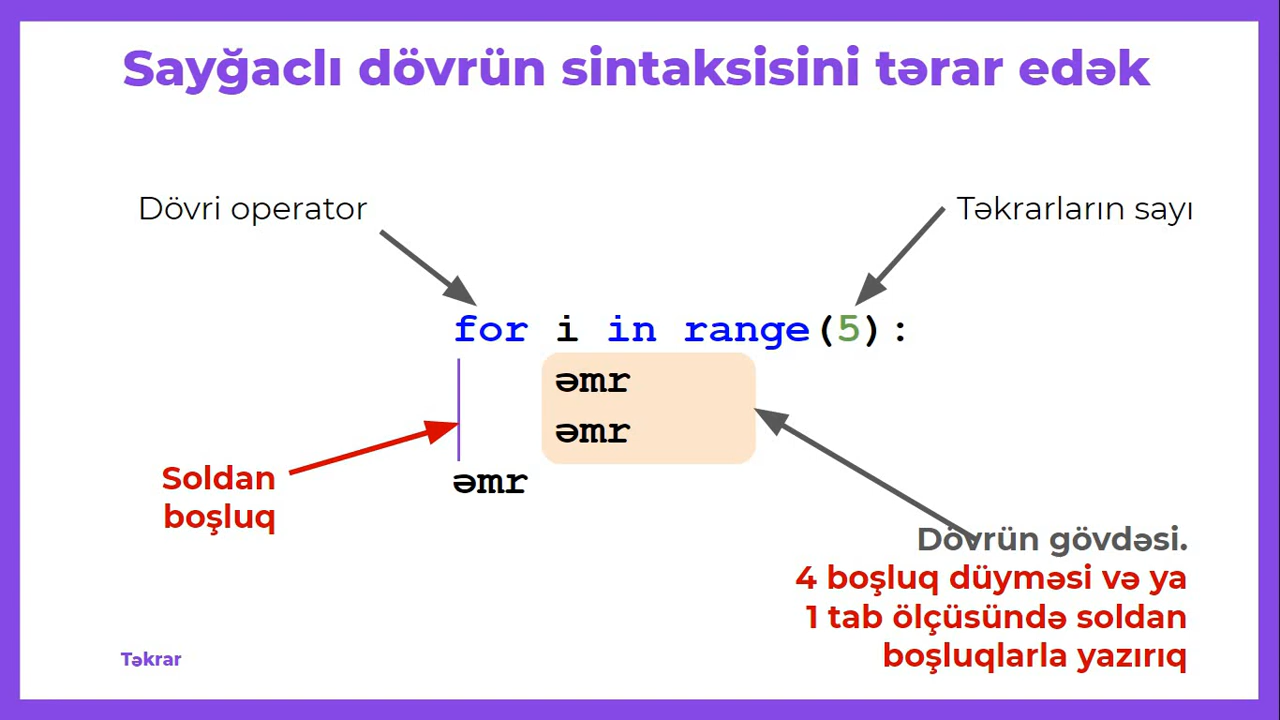 Sayğaclı dövrün sintaksisini tərar edək
Dövri operator
Təkrarların sayı
for i in range(5):
əmr
əmr
əmr
Soldan
boşluq
Dövrün gövdəsi.
4 boşluq düyməsi və ya
1 tab ölçüsündə soldan
boşluqlarla yazırıq
Təkrar